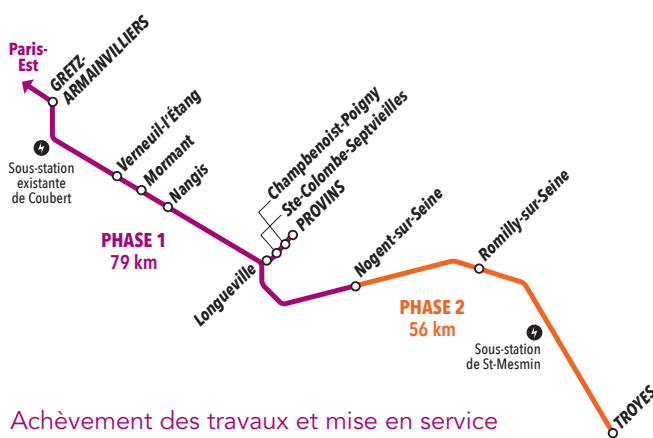 Paris-
Est
GRETZ-
ARMAINVILLIERS
Sous-station
existante
de Coubert
Verneuil-l'Étang
Mormant
Nangis
PHASE 1
79 km
Longueville
Champbenoist-Poigny
Ste-Colombe-Septvieilles
PROVINS
Nogent-sur-Seine
PHASE 2
56 km
Romilly-sur-Seine
Sous-station
de St-Mesmin
TROYES
Achèvement des travaux et mise en service